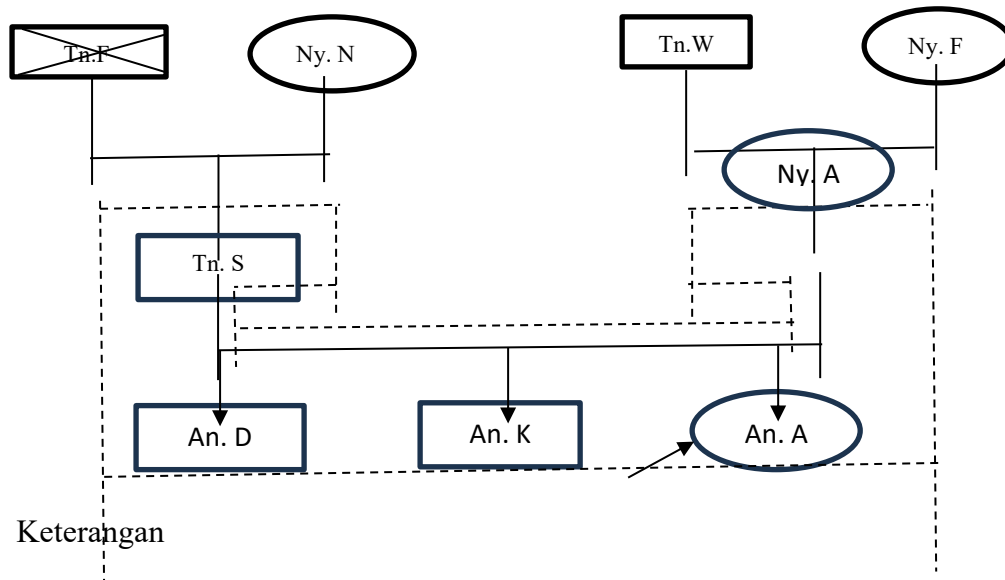 Tn.F
Ny. N
Tn.W
Ny. F
Ny. A
Tn. S
An. D
An. K
An. A
Keterangan